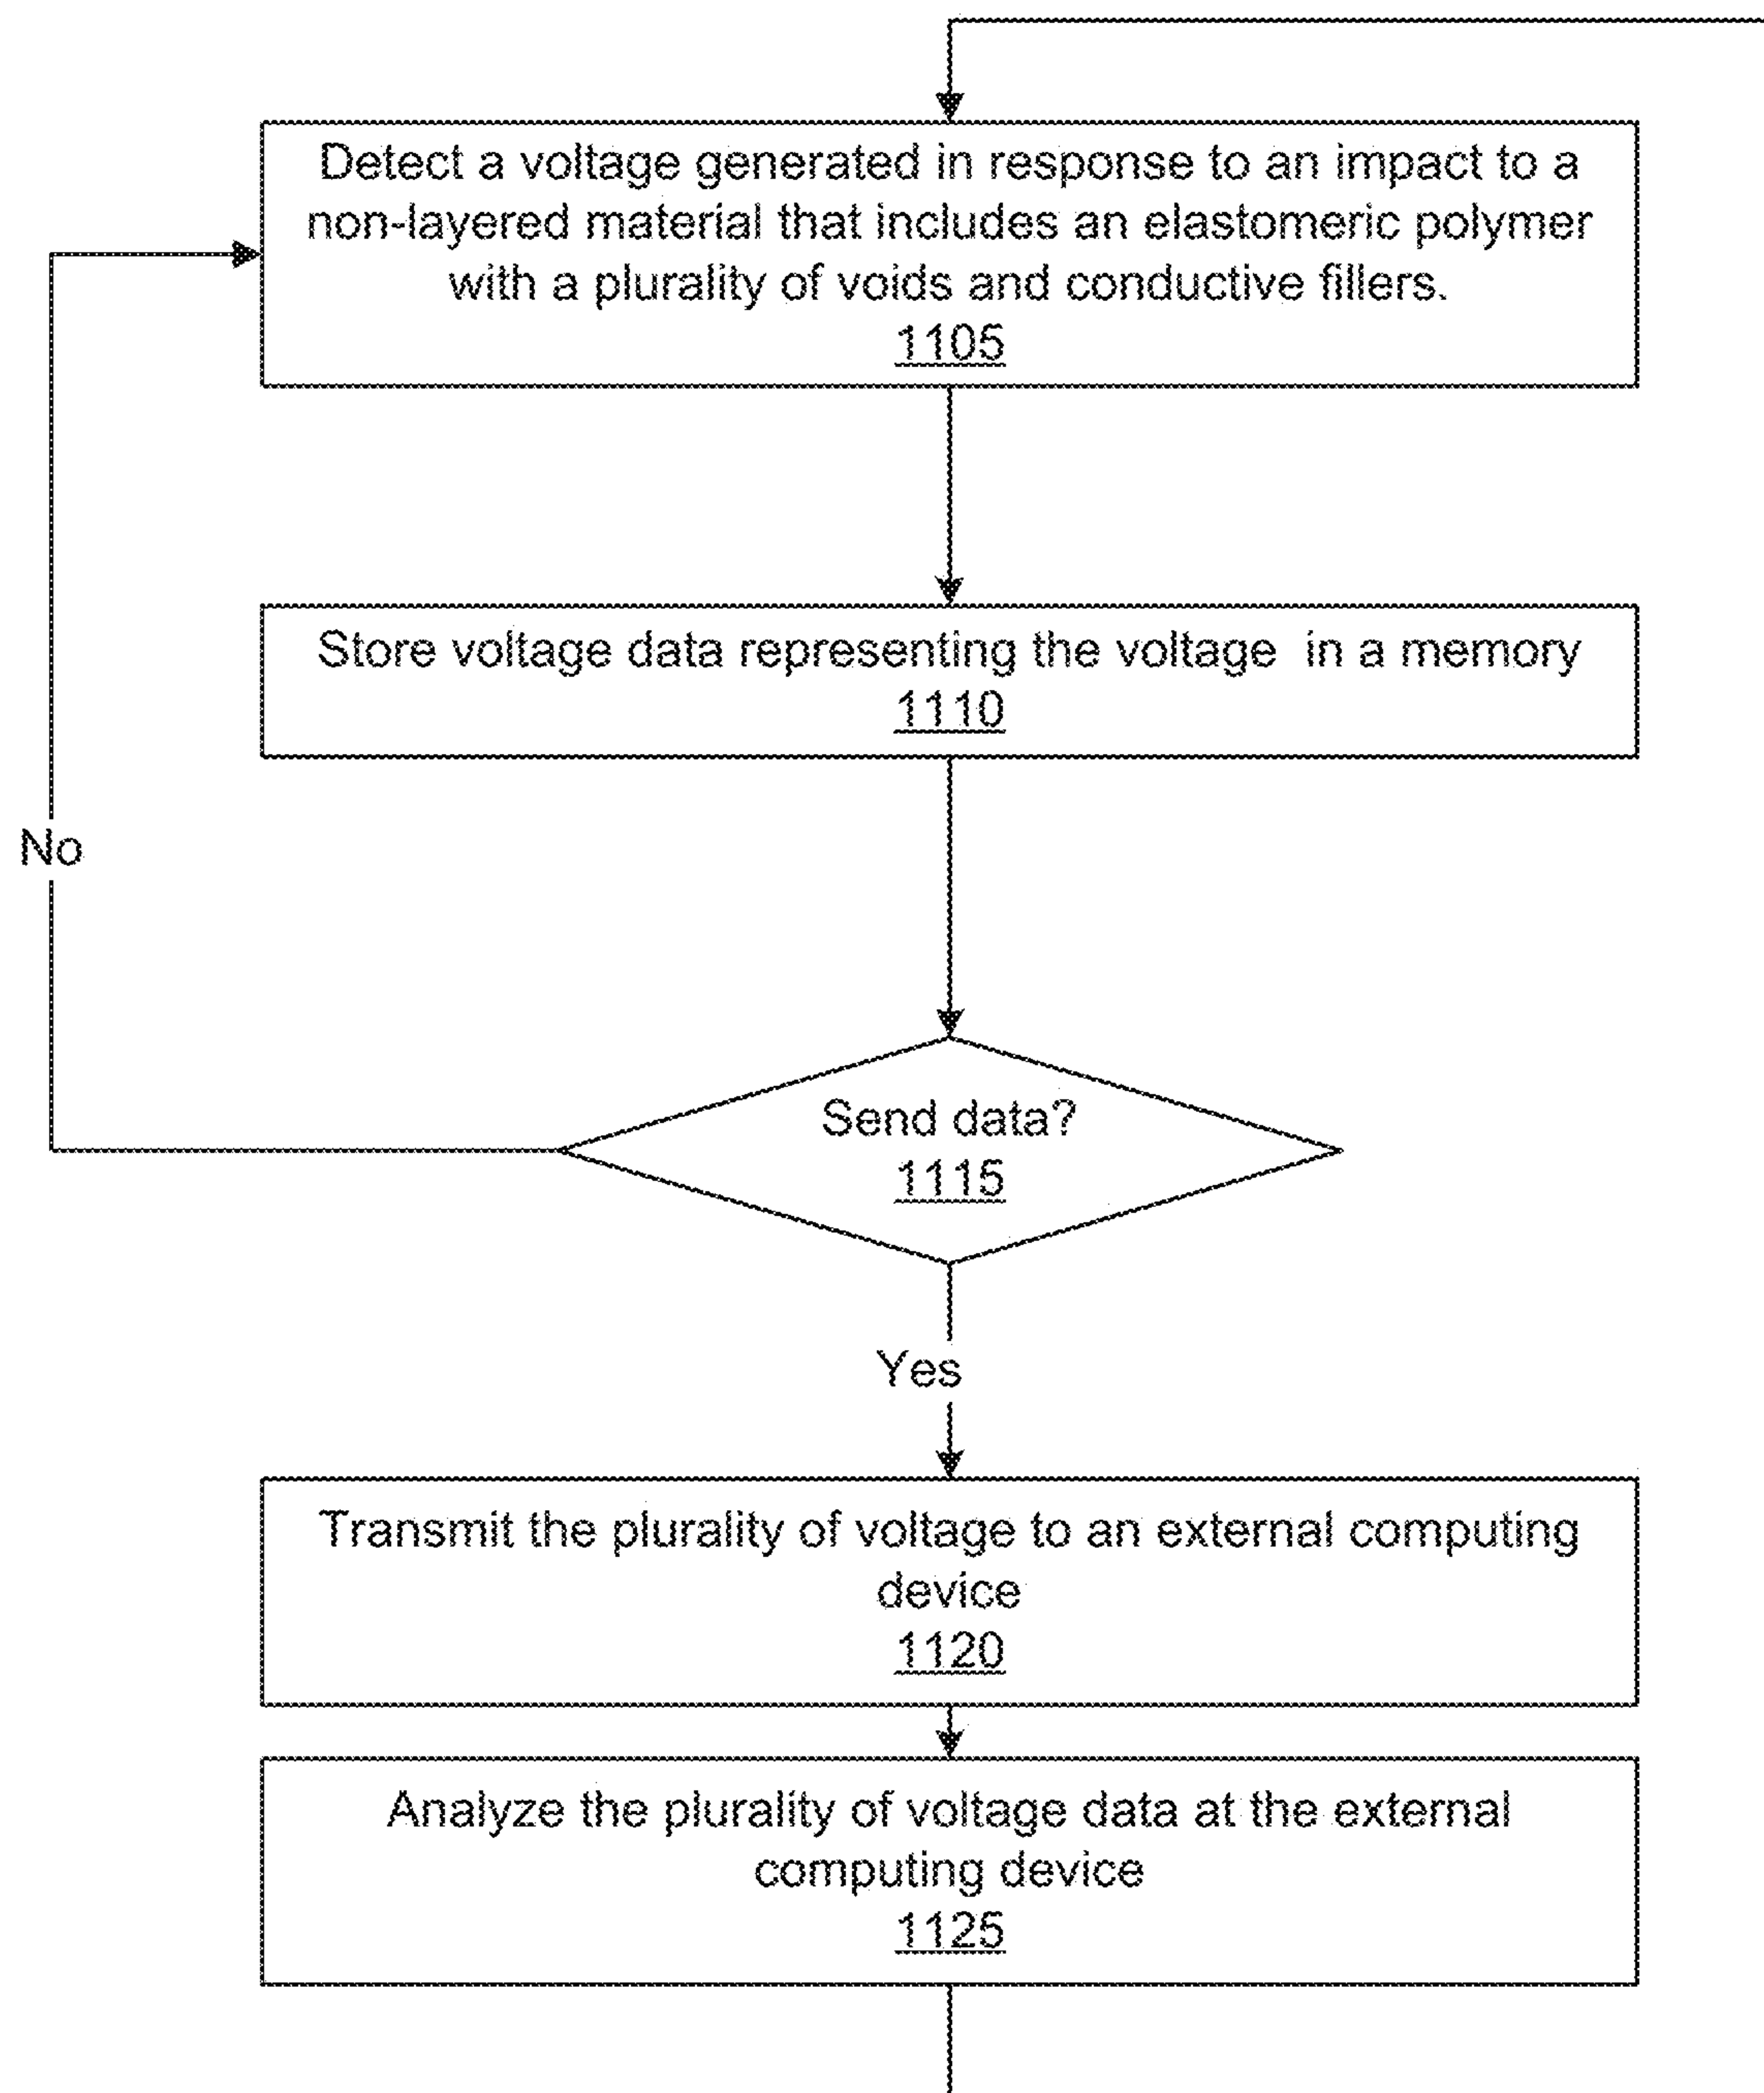 Detect a voltage generated in response to an impact to a
non-layered material that includes an elastomeric polymer
with a plurality of voids and conductive fillers.
1105
Store voltage data representing the voltage in a memory
1110
No
Send data?
1115
Yes
Transmit the plurality of voltage to an external computing
device
1120
Analyze the plurality of voltage data at the external
computing device
1125